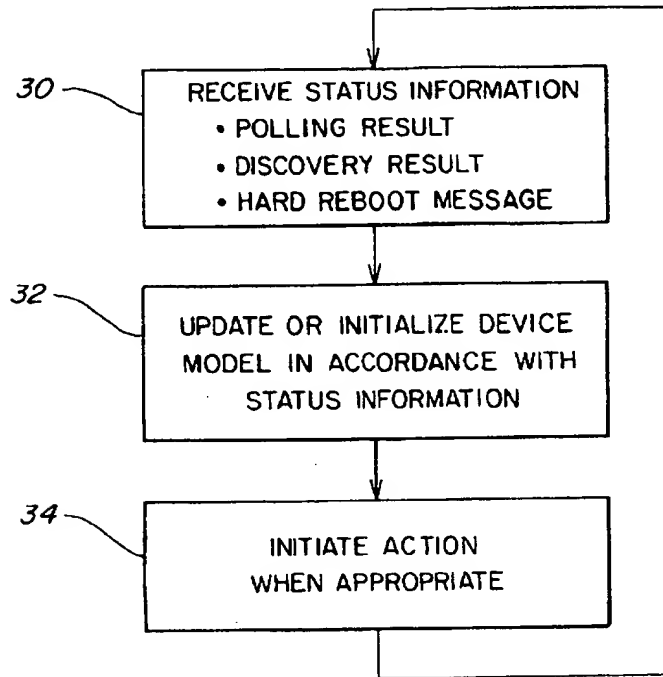 30
RECEIVE STATUS INFORMATION
• POLLING RESULT
• DISCOVERY RESULT
• HARD REBOOT MESSAGE
32
UPDATE OR INITIALIZE DEVICE
MODEL IN ACCORDANCE WITH
STATUS INFORMATION
34
INITIATE ACTION
WHEN APPROPRIATE